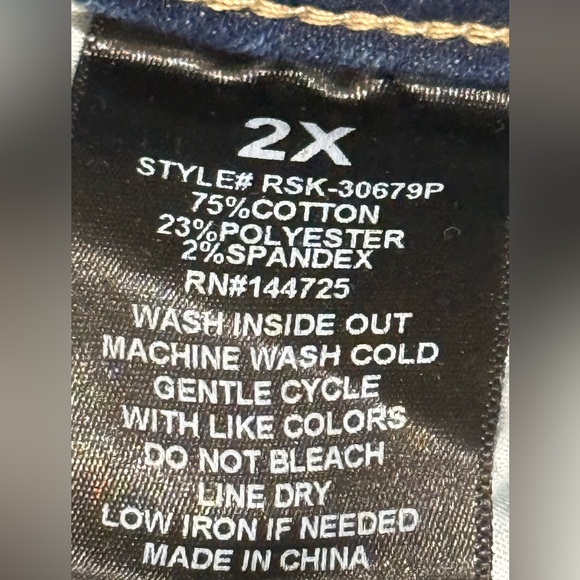 2X
STYLE# RSK-30679P
75%COTTON
23%POLYESTER
2%SPANDEX
RN#144725
WASH INSIDE OUT
MACHINE WASH COLD
GENTLE CYCLE
WITH LIKE COLORS
DO NOT BLEACH
LINE DRY
LOW IRON IF NEEDED
MADE IN CHINA